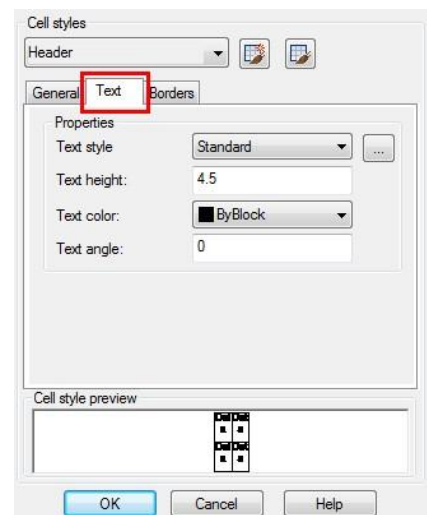 Cell styles
Header
General Text Borders
Properties
Text style Standard ...
Text height: 4.5
Text color: ByBlock
Text angle: 0
Cell style preview
OK Cancel Help